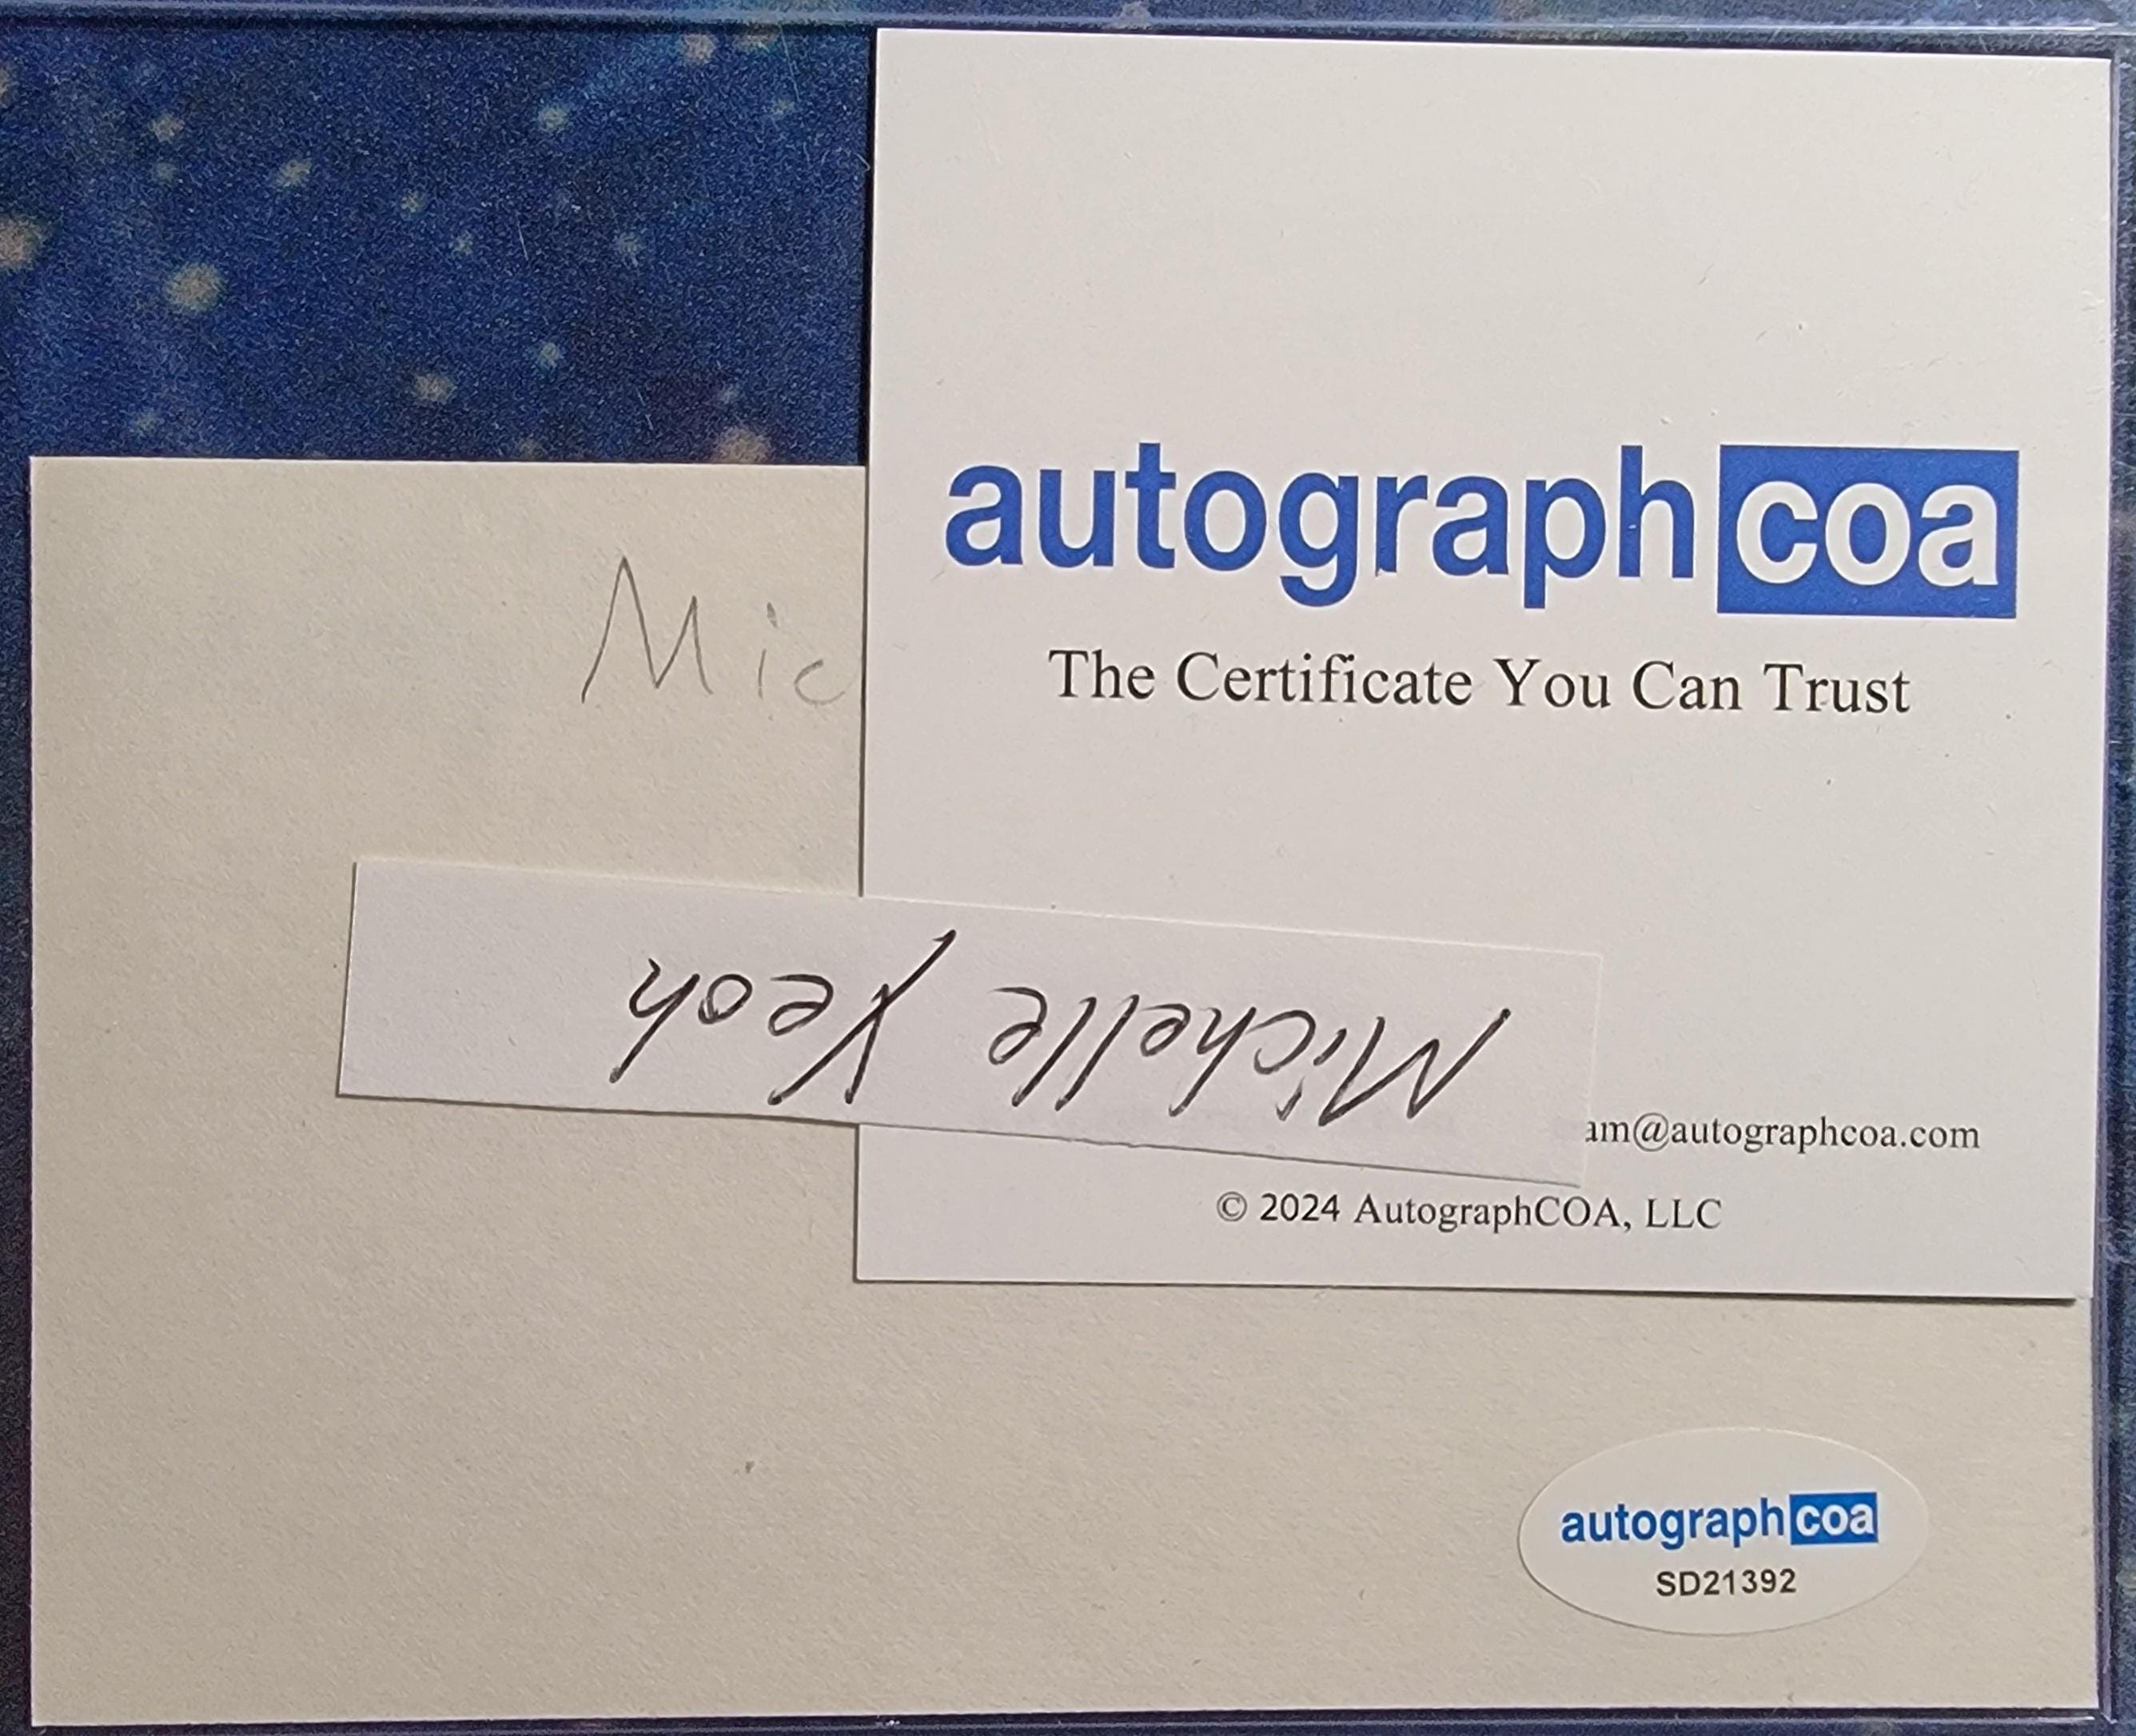 autographcoa
The Certificate You Can Trust
Mic
Michelle Yeoh
am@autographcoa.com
© 2024 AutographCOA, LLC
autographcoa
SD21392